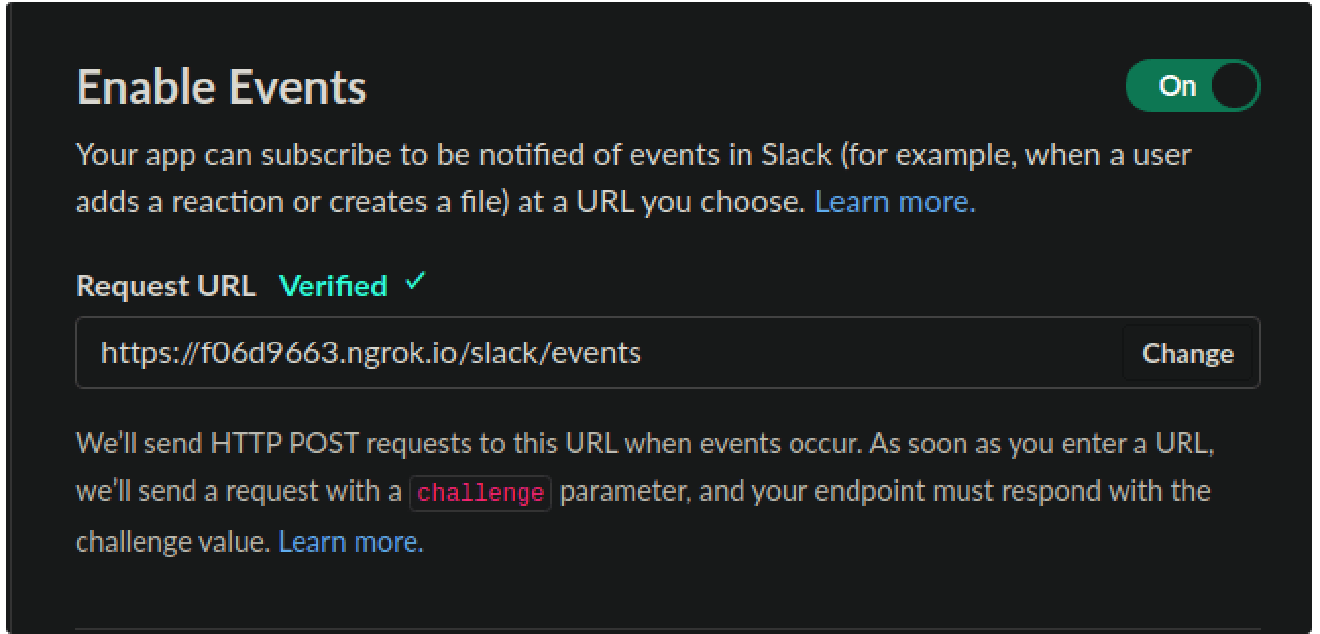 Enable Events
On
Your app can subscribe to be notified of events in Slack (for example, when a user
adds a reaction or creates a file) at a URL you choose. Learn more.
Request URL Verified ✓
https://f06d9663.ngrok.io/slack/events
Change
We’ll send HTTP POST requests to this URL when events occur. As soon as you enter a URL,
we’ll send a request with a challenge parameter, and your endpoint must respond with the
challenge value. Learn more.